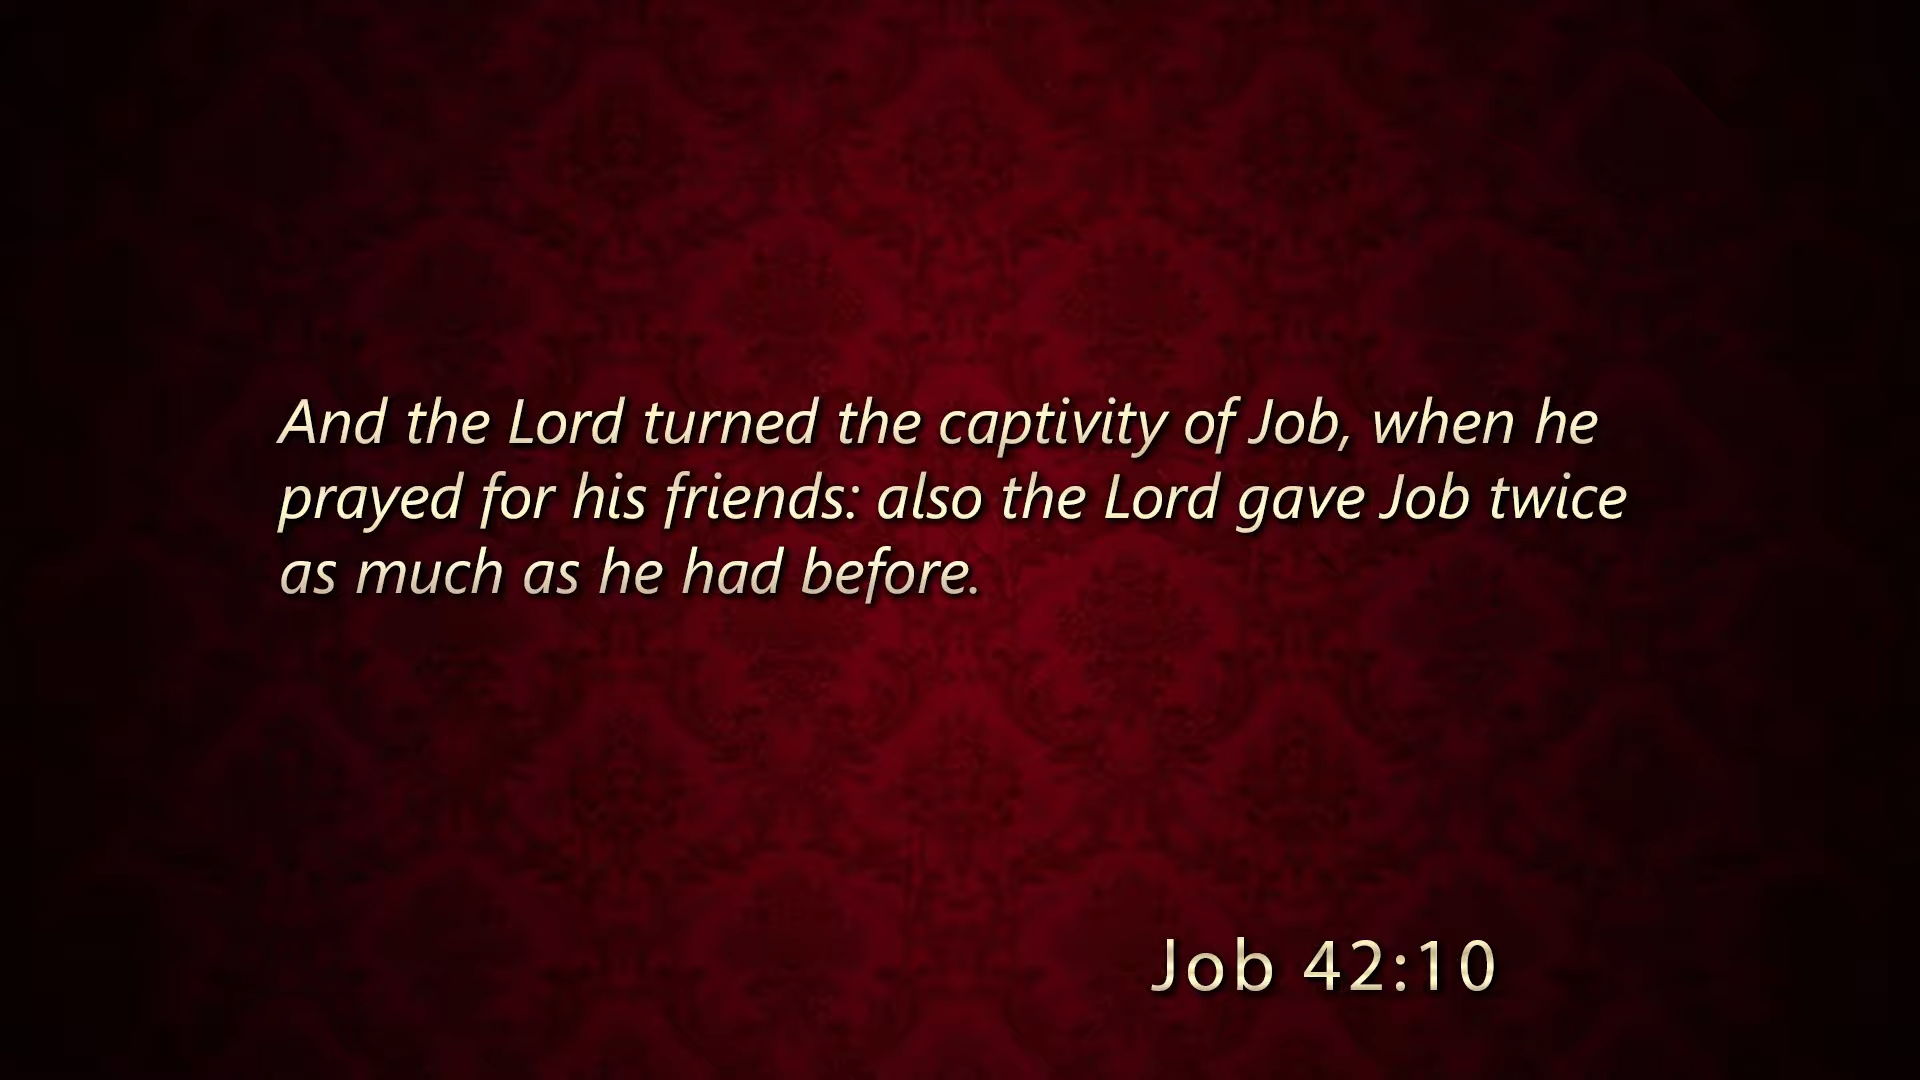 And the Lord turned the captivity of Job, when he
prayed for his friends: also the Lord gave Job twice
as much as he had before.
Job 42:10